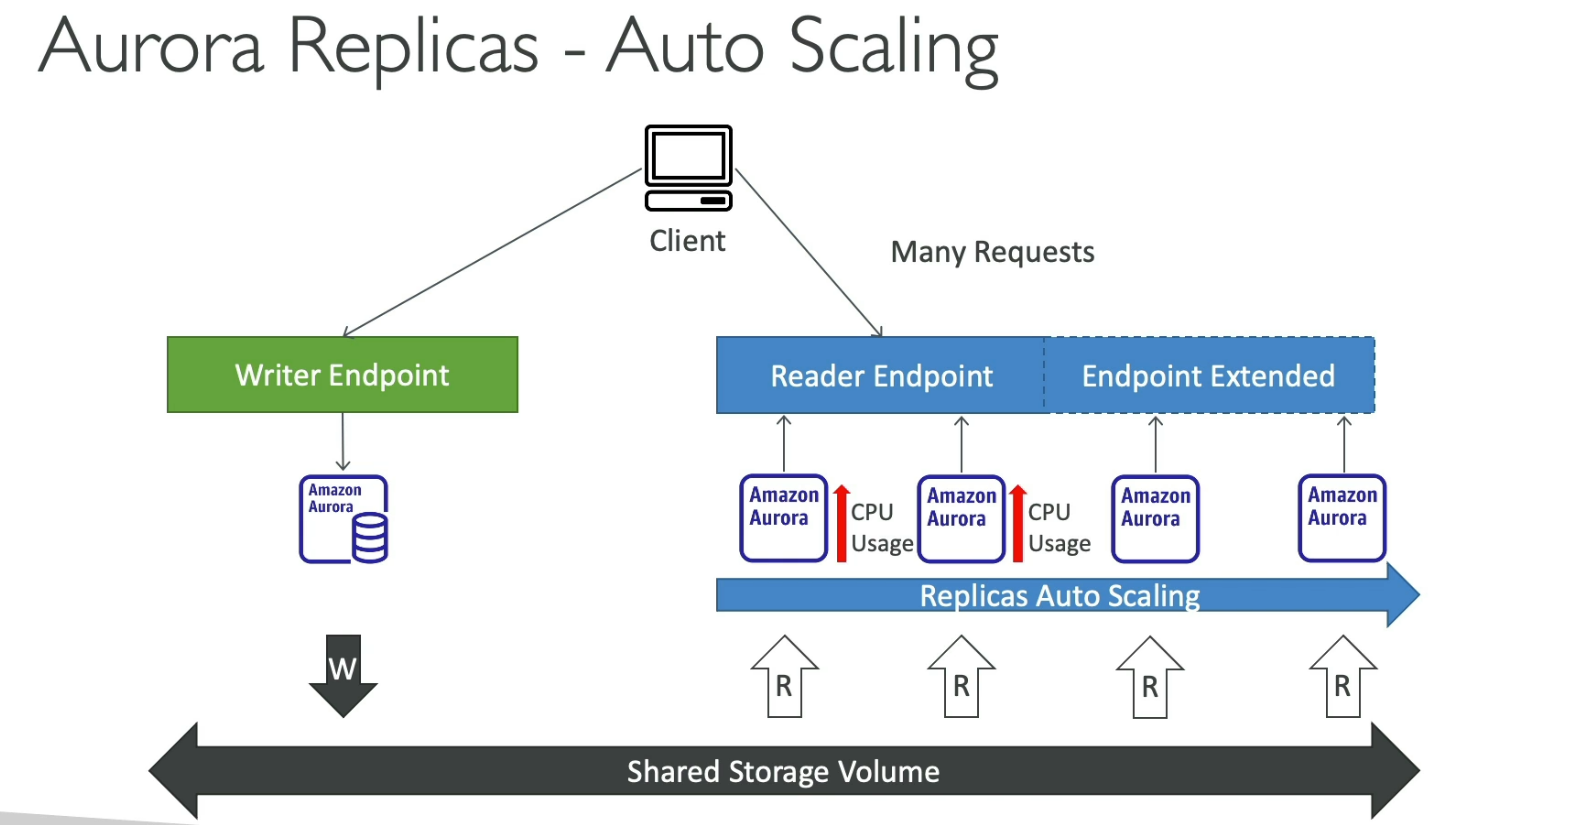 Aurora Replicas - Auto Scaling
Client
Many Requests
Writer Endpoint
Reader Endpoint
Endpoint Extended
Amazon
Aurora
Amazon
Aurora
CPU
Usage
Amazon
Aurora
CPU
Usage
Amazon
Aurora
Amazon
Aurora
Replicas Auto Scaling
W
R
R
R
R
Shared Storage Volume